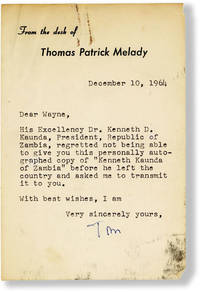 From the desk of
Thomas Patrick Melady
December 10, 1964
Dear Wayne,
His Excellency Dr. Kenneth D.
Kaunda, President, Republic of
Zambia, regretted not being able
to give you this personally auto-
graphed copy of "Kenneth Kaunda
of Zambia" before he left the
country and asked me to transmit
it to you.
With best wishes, I am
Very sincerely yours,
Tom